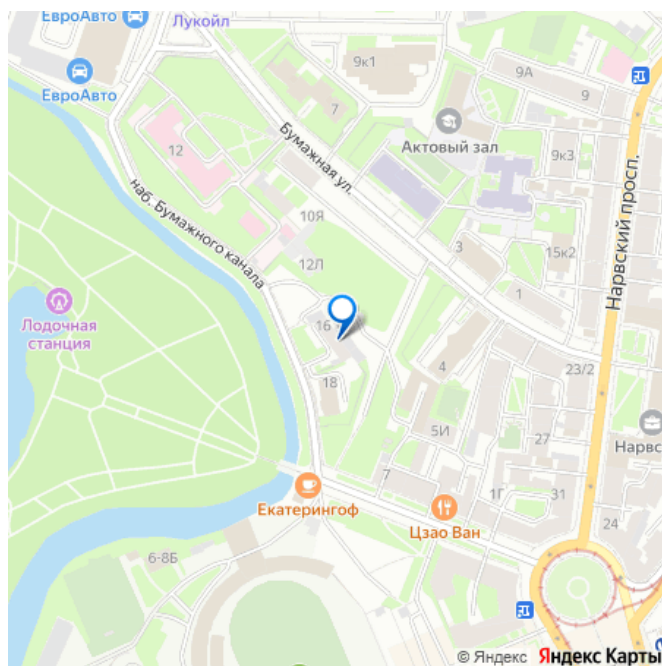 ЕвроАвто
Лукойл
ЕвроАвто
9к1
9А
9
7
Актовый зал
12
Бумажная ул.
9к3
Нарвский просп.
наб. Бумажного канала
10Я
15к2
3
12Л
1
Лодочная
станция
16
4
23/2
18
5И
27
Нарвс
7
1Г
31
Екатерингоф
Цзао Ван
24
6-8Б
© Яндекс Яндекс Карты